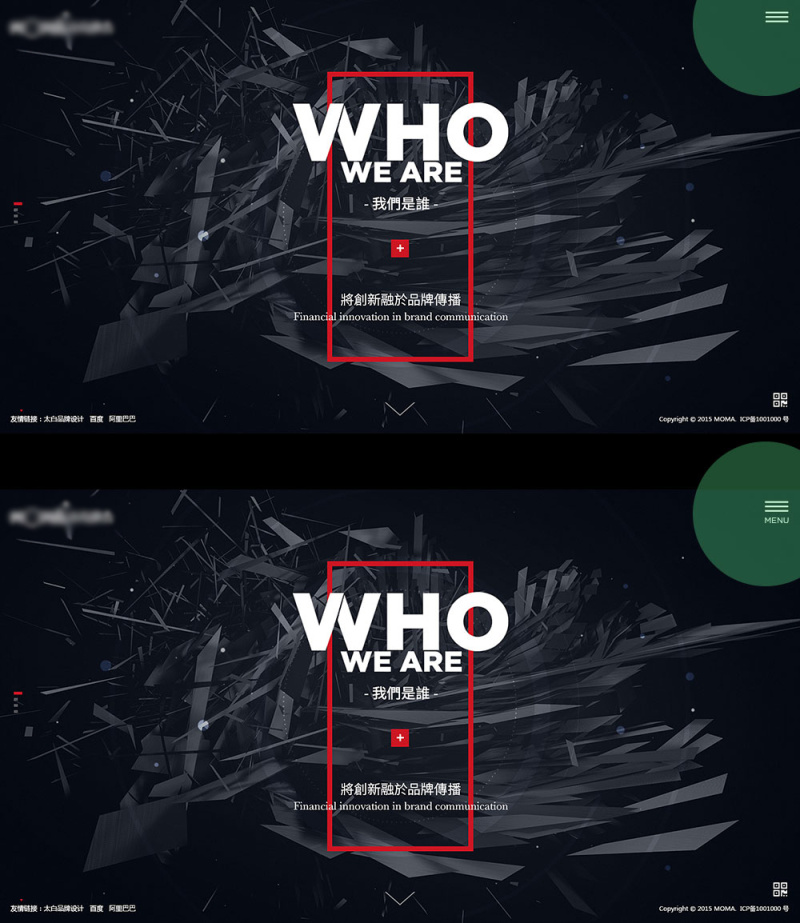 WHO
WE ARE
- 我們是誰 -
+
將創新融於品牌傳播
Financial innovation in brand communication
友情链接：太白品牌设计 百度 阿里巴巴
Copyright © 2015 MOMA. ICP备1001000 号
MENU
WHO
WE ARE
- 我們是誰 -
+
將創新融於品牌傳播
Financial innovation in brand communication
友情链接：太白品牌设计 百度 阿里巴巴
Copyright © 2015 MOMA. ICP备1001000 号